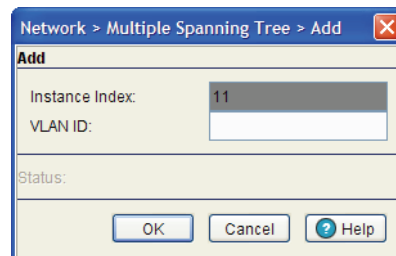 Network > Multiple Spanning Tree > Add
Add
Instance Index: 11
VLAN ID:
Status:
OK Cancel Help